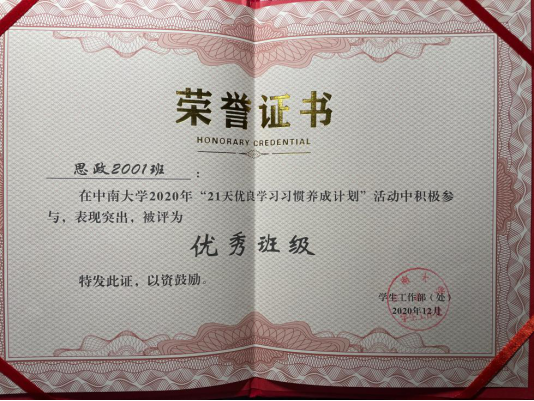 荣誉证书
HONORARY CREDENTIAL
思政2001班：
在中南大学2020年“21天优良学习习惯养成计划”活动中积极参
与，表现突出，被评为
优秀班级
特发此证，以资鼓励。
学生工作部（处）
2020年12月